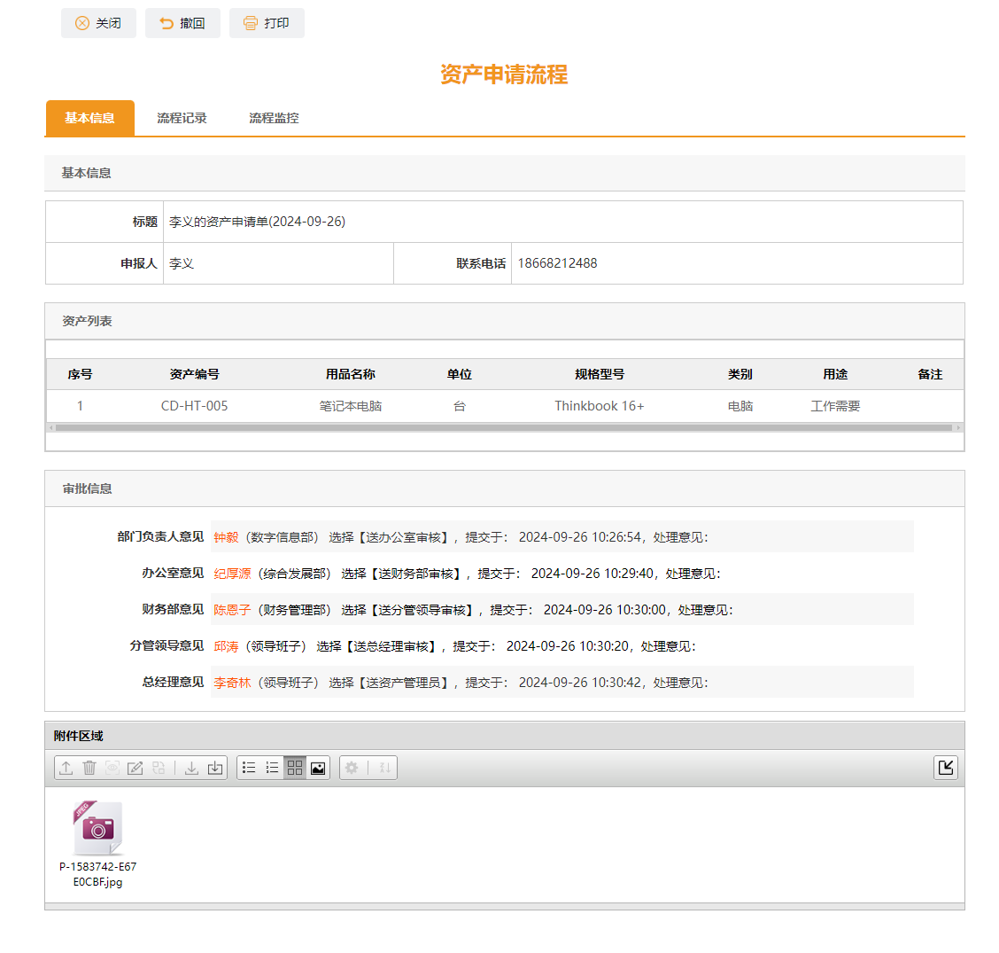 关闭 撤回 打印
资产申请流程
基本信息 流程记录 流程监控
基本信息
标题 李义的资产申请单(2024-09-26)
申报人 李义 联系电话 18668212488
资产列表
序号 资产编号 用品名称 单位 规格型号 类别 用途 备注
1 CD-HT-005 笔记本电脑 台 Thinkbook 16+ 电脑 工作需要
审批信息
部门负责人意见 钟毅（数字信息部） 选择【送办公室审核】，提交于： 2024-09-26 10:26:54，处理意见：
办公室意见 纪厚源（综合发展部） 选择【送财务部审核】，提交于： 2024-09-26 10:29:40，处理意见：
财务部意见 陈恩子（财务管理部） 选择【送分管领导审核】，提交于： 2024-09-26 10:30:00，处理意见：
分管领导意见 邱涛（领导班子） 选择【送总经理审核】，提交于： 2024-09-26 10:30:20，处理意见：
总经理意见 李奇林（领导班子） 选择【送资产管理员】，提交于： 2024-09-26 10:30:42，处理意见：
附件区域
JPEG
P-1583742-E67
E0CBF.jpg